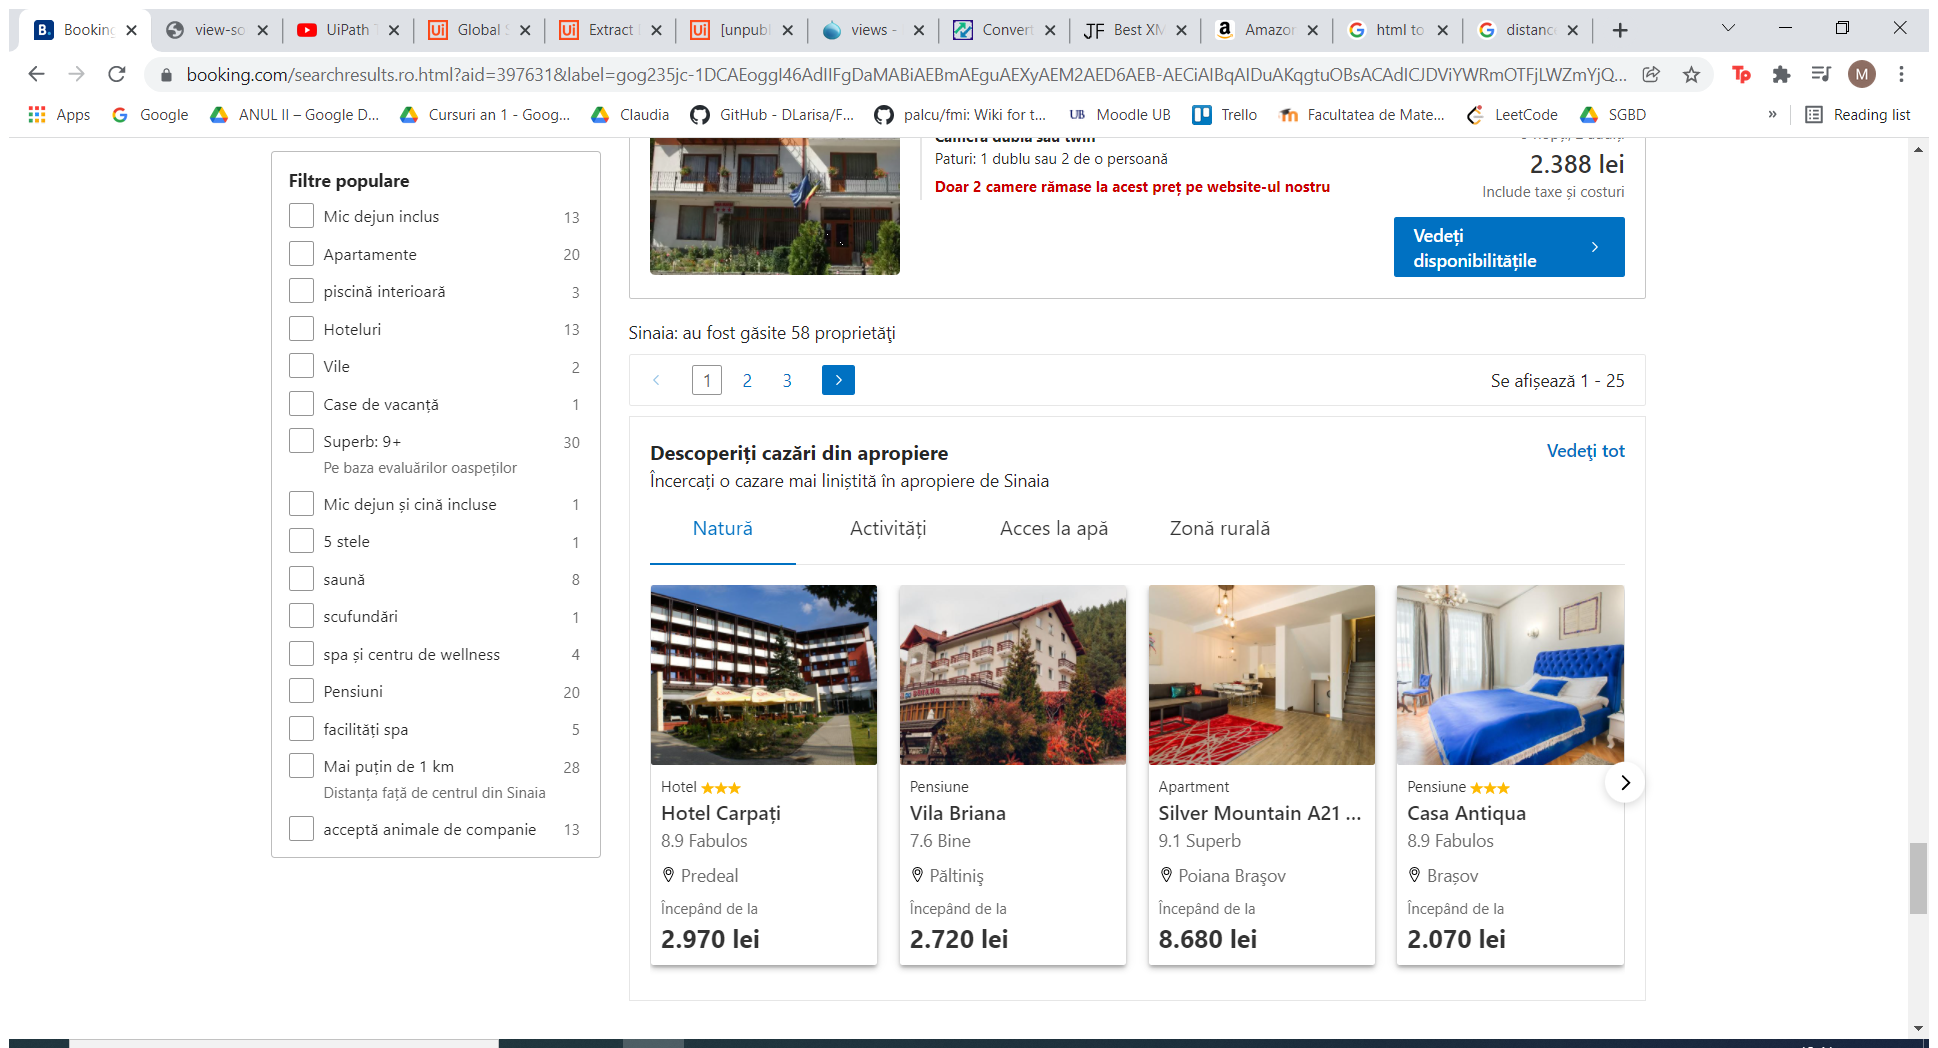 Booking
view-so
UiPath T
Global S
Extract
[unpubl
views -
Convert
Best XM
Amazon
html to
distanc
booking.com/searchresults.ro.html?aid=397631&label=gog235jc-1DCAEoggI46AdIIFgDaMABiAEBmAEguAEXyAEM2AED6AEB-AECiAIBqAIDuAKqgtuOBsACAdICJDViYWRmOTFjLWZmYjQ...
Apps
Google
ANUL II – Google D...
Cursuri an 1 - Goog...
Claudia
GitHub - DLarisa/F...
palcu/fmi: Wiki for t...
Moodle UB
Trello
Facultatea de Mate...
LeetCode
SGBD
»
Reading list
Filtre populare
Mic dejun inclus 13
Apartamente 20
piscină interioară 3
Hoteluri 13
Vile 2
Case de vacanță 1
Superb: 9+ 30
Pe baza evaluărilor oaspeților
Mic dejun și cină incluse 1
5 stele 1
saună 8
scufundări 1
spa și centru de wellness 4
Pensiuni 20
facilități spa 5
Mai puțin de 1 km 28
Distanța față de centrul din Sinaia
acceptă animale de companie 13
Cameră dublă sau twin
Paturi: 1 dublu sau 2 de o persoană
Doar 2 camere rămase la acest preț pe website-ul nostru
2.388 lei
Include taxe și costuri
Vedeți
disponibilitățile
Sinaia: au fost găsite 58 proprietăţi
1 2 3
Se afișează 1 - 25
Descoperiți cazări din apropiere
Vedeţi tot
Încercați o cazare mai liniștită în apropiere de Sinaia
Natură
Activități
Acces la apă
Zonă rurală
Hotel
Hotel Carpați
8.9 Fabulos
Predeal
Începând de la
2.970 lei
Pensiune
Vila Briana
7.6 Bine
Păltiniş
Începând de la
2.720 lei
Apartment
Silver Mountain A21 ...
9.1 Superb
Poiana Braşov
Începând de la
8.680 lei
Pensiune
Casa Antiqua
8.9 Fabulos
Brașov
Începând de la
2.070 lei